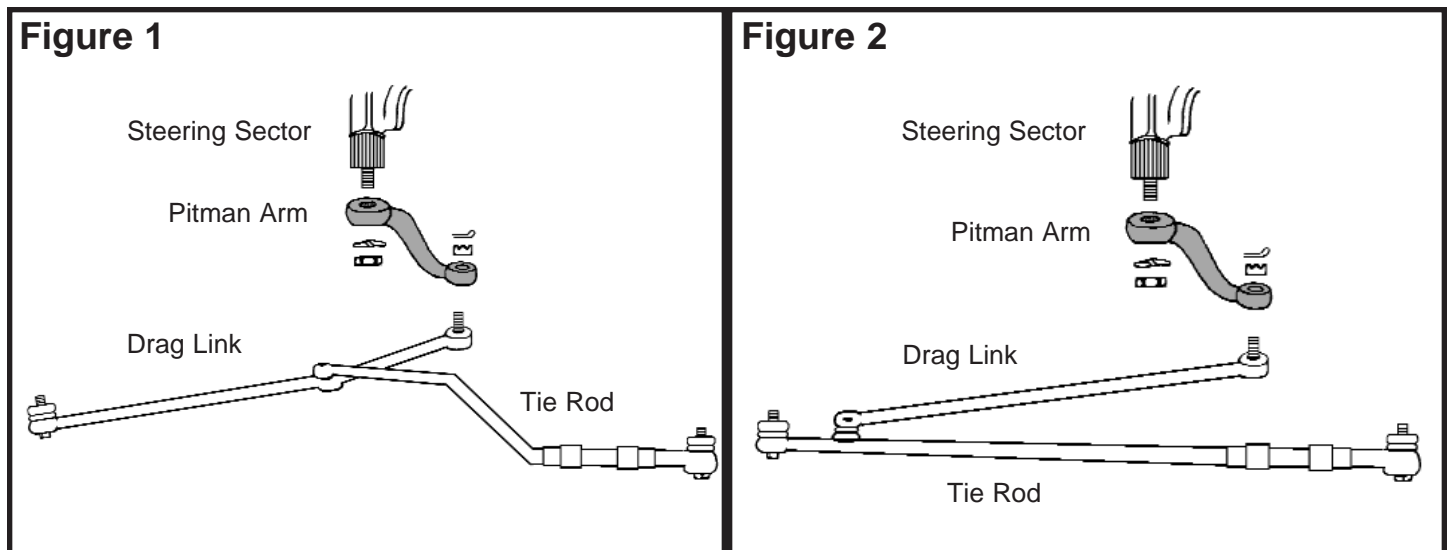 Figure 1
Steering Sector
Pitman Arm
Drag Link
Tie Rod
Figure 2
Steering Sector
Pitman Arm
Drag Link
Tie Rod